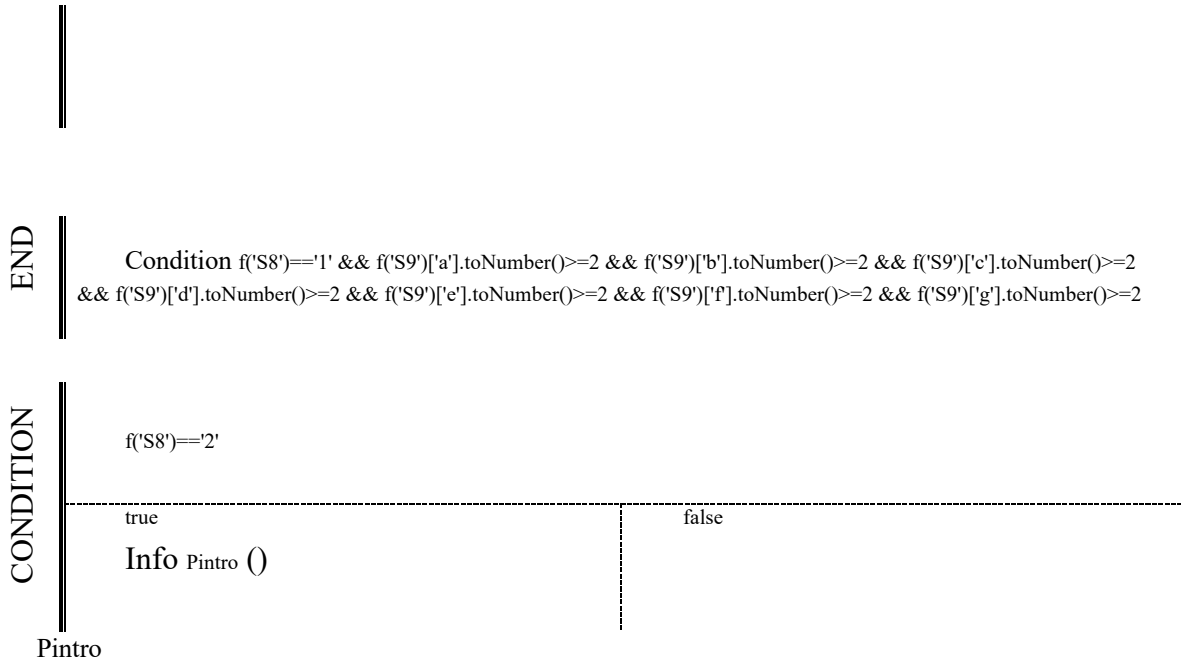 END
Condition f('S8')=='1' && f('S9')['a'].toNumber()>=2 && f('S9')['b'].toNumber()>=2 && f('S9')['c'].toNumber()>=2
&& f('S9')['d'].toNumber()>=2 && f('S9')['e'].toNumber()>=2 && f('S9')['f'].toNumber()>=2 && f('S9')['g'].toNumber()>=2
CONDITION
f('S8')=='2'
true false
Info Pintro ()
Pintro